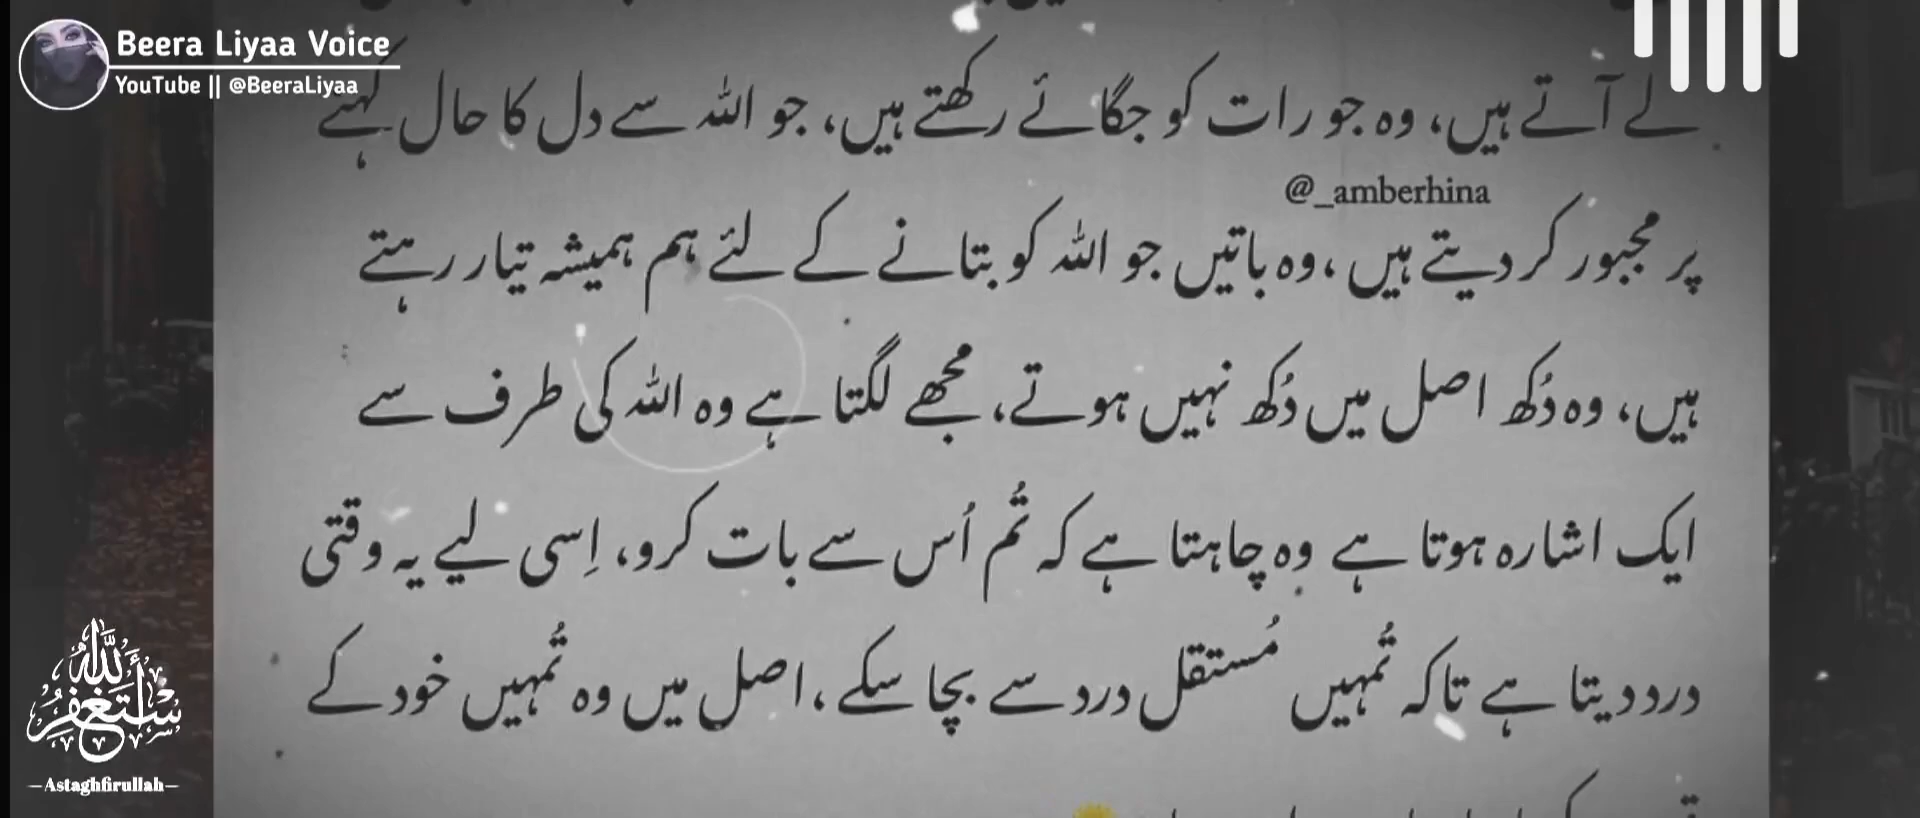 Beera Liyaa Voice
YouTube || @BeeraLiyaa
لے آتے ہیں، وہ جو رات کو جگائے رکھتے ہیں، جو اللہ سے دل کا حال کہنے
@_amberhina
پر مجبور کر دیتے ہیں، وہ باتیں جو اللہ کو بتانے کے لئے ہم ہمیشہ تیار رہتے
ہیں، وہ دُکھ اصل میں دُکھ نہیں ہوتے، مجھے لگتا ہے وہ اللہ کی طرف سے
ایک اشارہ ہوتا ہے وہ چاہتا ہے کہ تُم اُس سے بات کرو، اِسی لیے یہ وقتی
درد دیتا ہے تاکہ تُمہیں مُستقل درد سے بچا سکے، اصل میں وہ تُمہیں خود کے
أَسْتَغْفِرُ اللَّٰهَ
Astaghfirullah